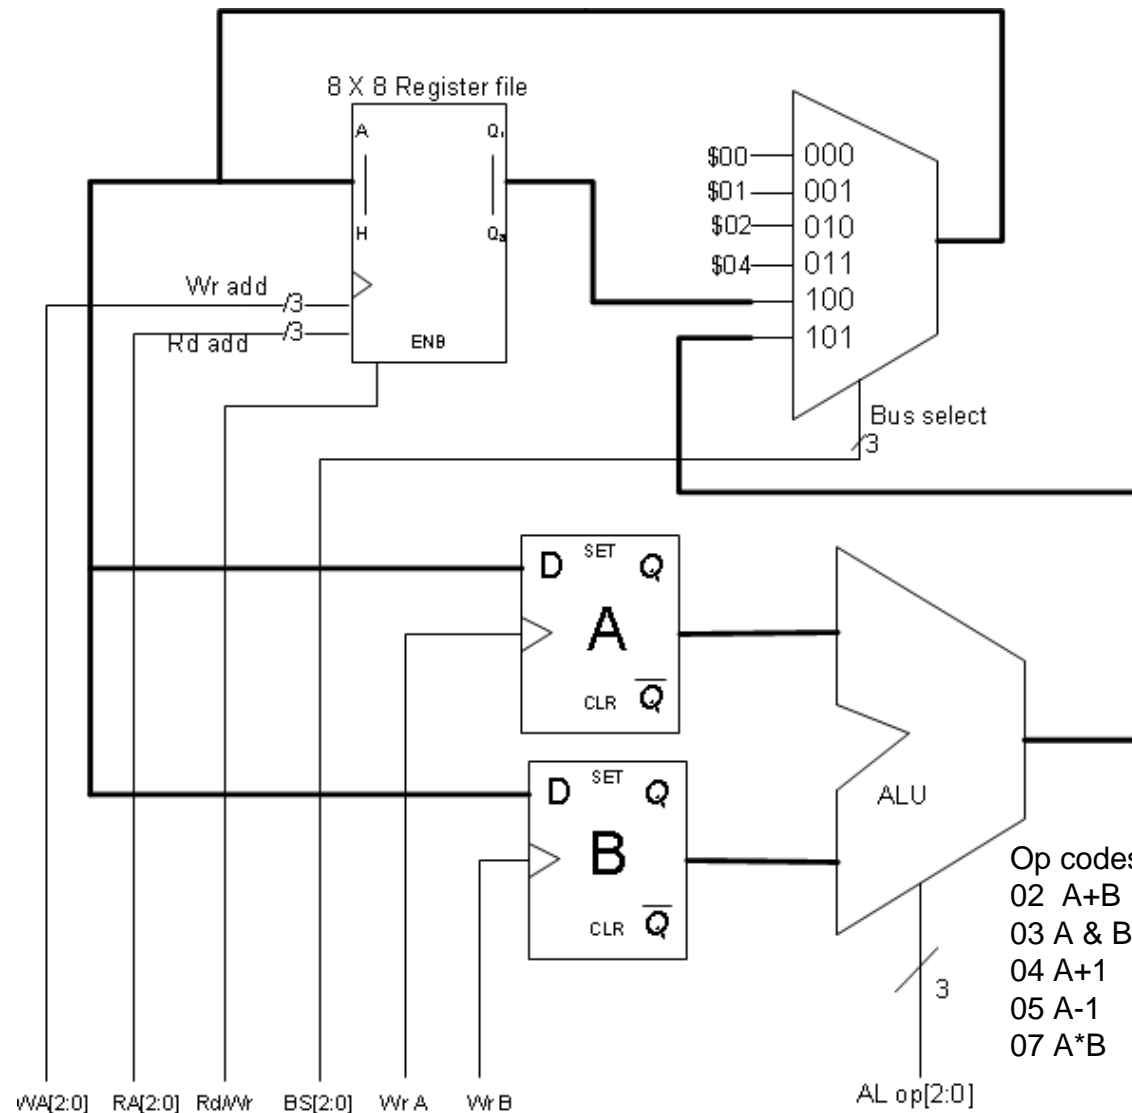 8 X 8 Register file
A Q₁
H Q₈
ENB
Wr add /3
Rd add /3
$00 000
$01 001
$02 010
$04 011
100
101
Bus select
3
D SET Q
A
CLR Q
D SET Q
B
CLR Q
ALU
3
Op codes
02 A+B
03 A & B
04 A+1
05 A-1
07 A*B
WA[2:0] RA[2:0] Rd/Wr BS[2:0] Wr A Wr B AL op[2:0]